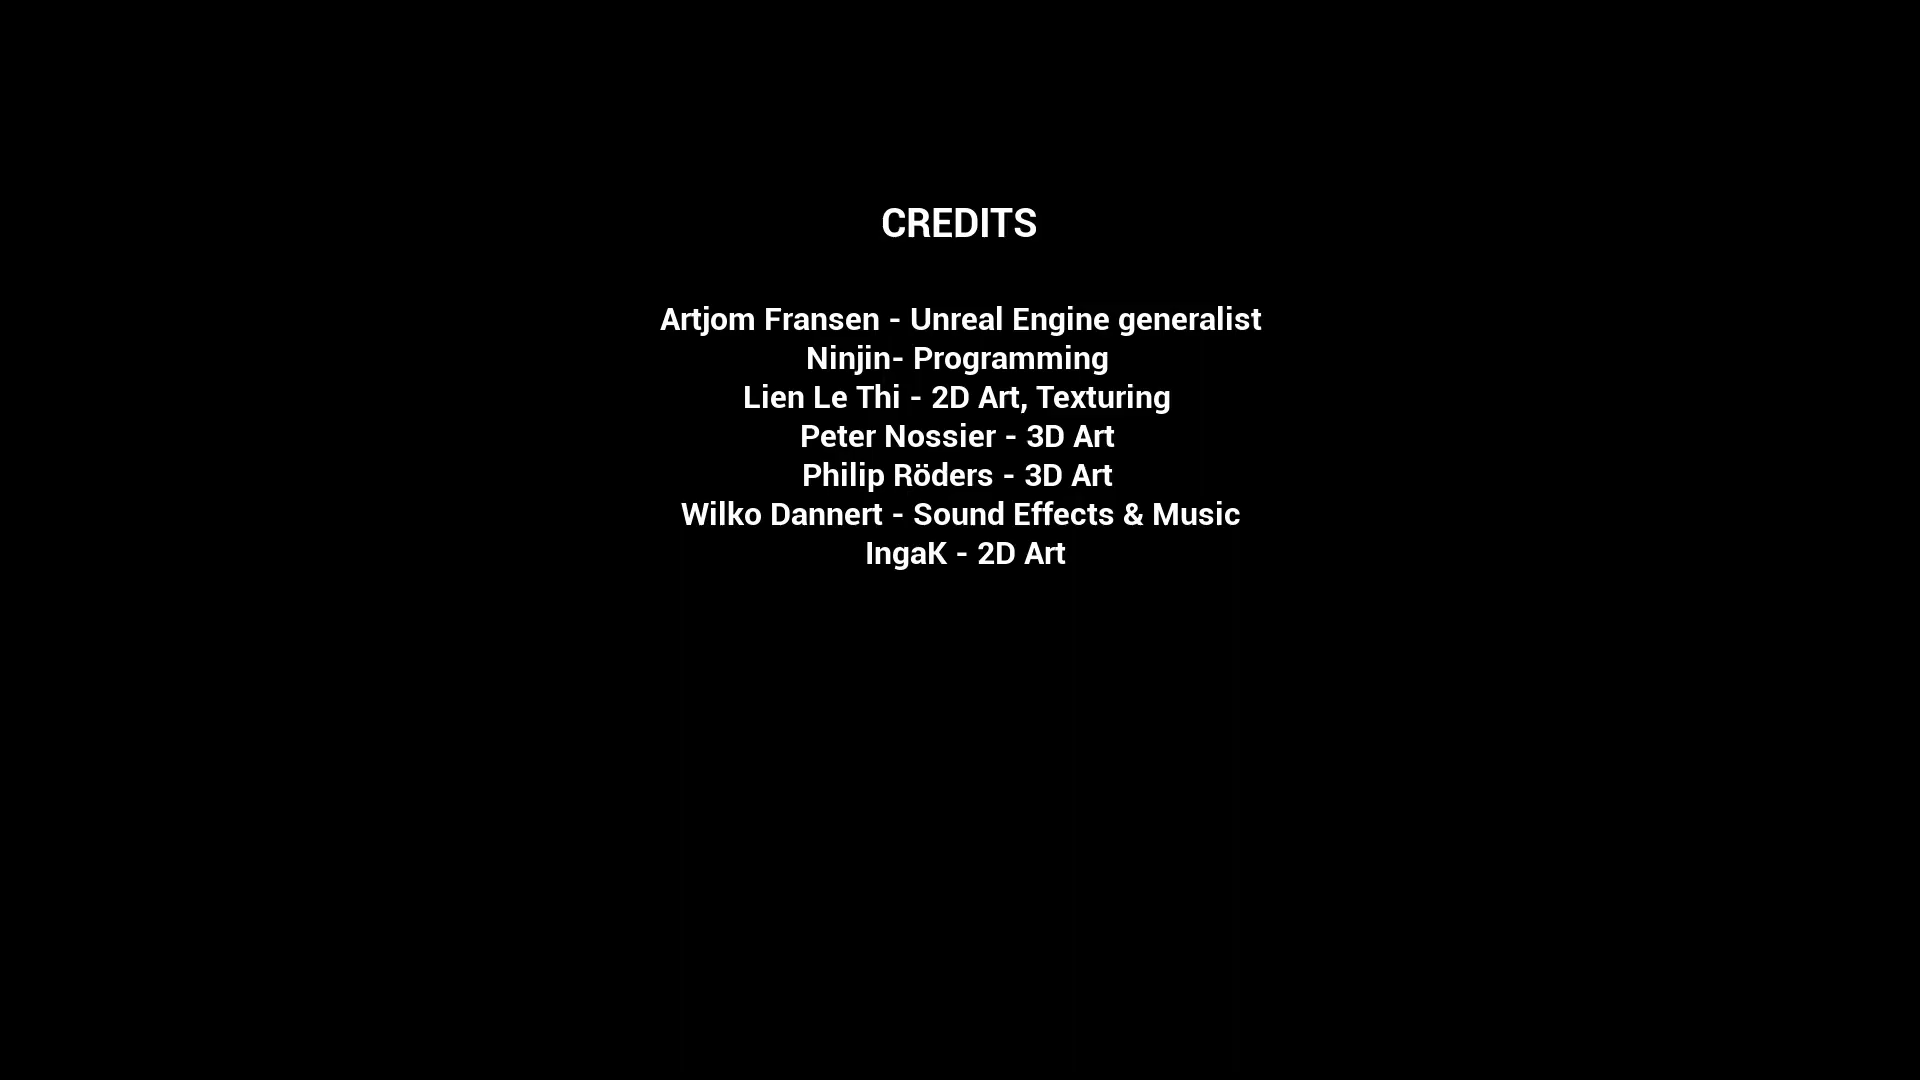 CREDITS
Artjom Fransen - Unreal Engine generalist
Ninjin- Programming
Lien Le Thi - 2D Art, Texturing
Peter Nossier - 3D Art
Philip Röders - 3D Art
Wilko Dannert - Sound Effects & Music
IngaK - 2D Art